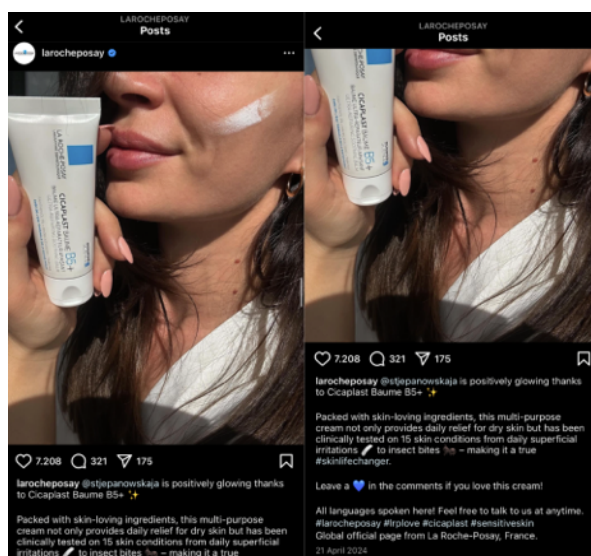 LAROCHEPOSAY
Posts
larocheposay
LA ROCHE-POSAY
CICAPLAST BAUME B5+
BAUME ULTRA-RÉPARATEUR APAISANT
7.208 321 175
larocheposay @stjepanowskaja is positively glowing thanks
to Cicaplast Baume B5+ ✨
Packed with skin-loving ingredients, this multi-purpose
cream not only provides daily relief for dry skin but has been
clinically tested on 15 skin conditions from daily superficial
irritations 🩹 to insect bites 🦟 – making it a true
LAROCHEPOSAY
Posts
CICAPLAST BAUME B5+
7.208 321 175
larocheposay @stjepanowskaja is positively glowing thanks
to Cicaplast Baume B5+ ✨
Packed with skin-loving ingredients, this multi-purpose
cream not only provides daily relief for dry skin but has been
clinically tested on 15 skin conditions from daily superficial
irritations 🩹 to insect bites 🦟 – making it a true
#skinlifechanger.
Leave a 💙 in the comments if you love this cream!
All languages spoken here! Feel free to talk to us at anytime.
#larocheposay #lrplove #cicaplast #sensitiveskin
Global official page from La Roche-Posay, France.
21 April 2024